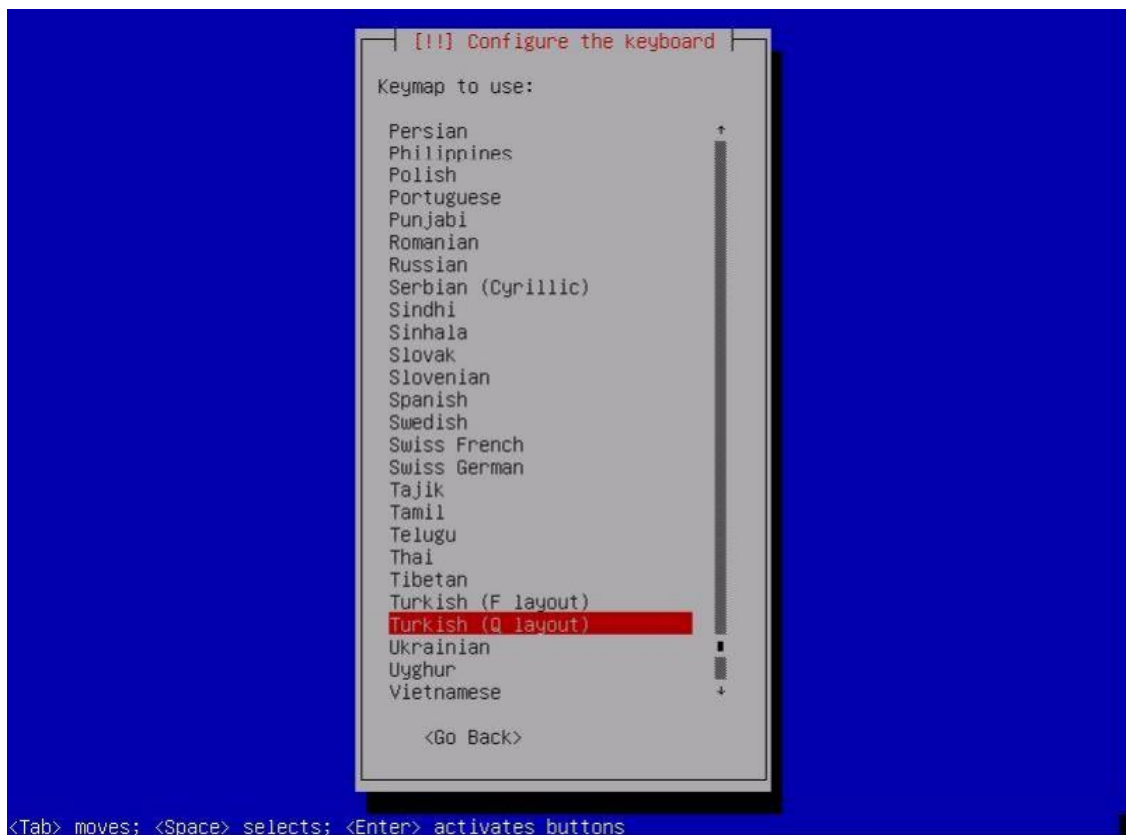 [!!] Configure the keyboard
Keymap to use:
Persian
Philippines
Polish
Portuguese
Punjabi
Romanian
Russian
Serbian (Cyrillic)
Sindhi
Sinhala
Slovak
Slovenian
Spanish
Swedish
Swiss French
Swiss German
Tajik
Tamil
Telugu
Thai
Tibetan
Turkish (F layout)
Turkish (Q layout)
Ukrainian
Uyghur
Vietnamese
<Go Back>
<Tab> moves; <Space> selects; <Enter> activates buttons